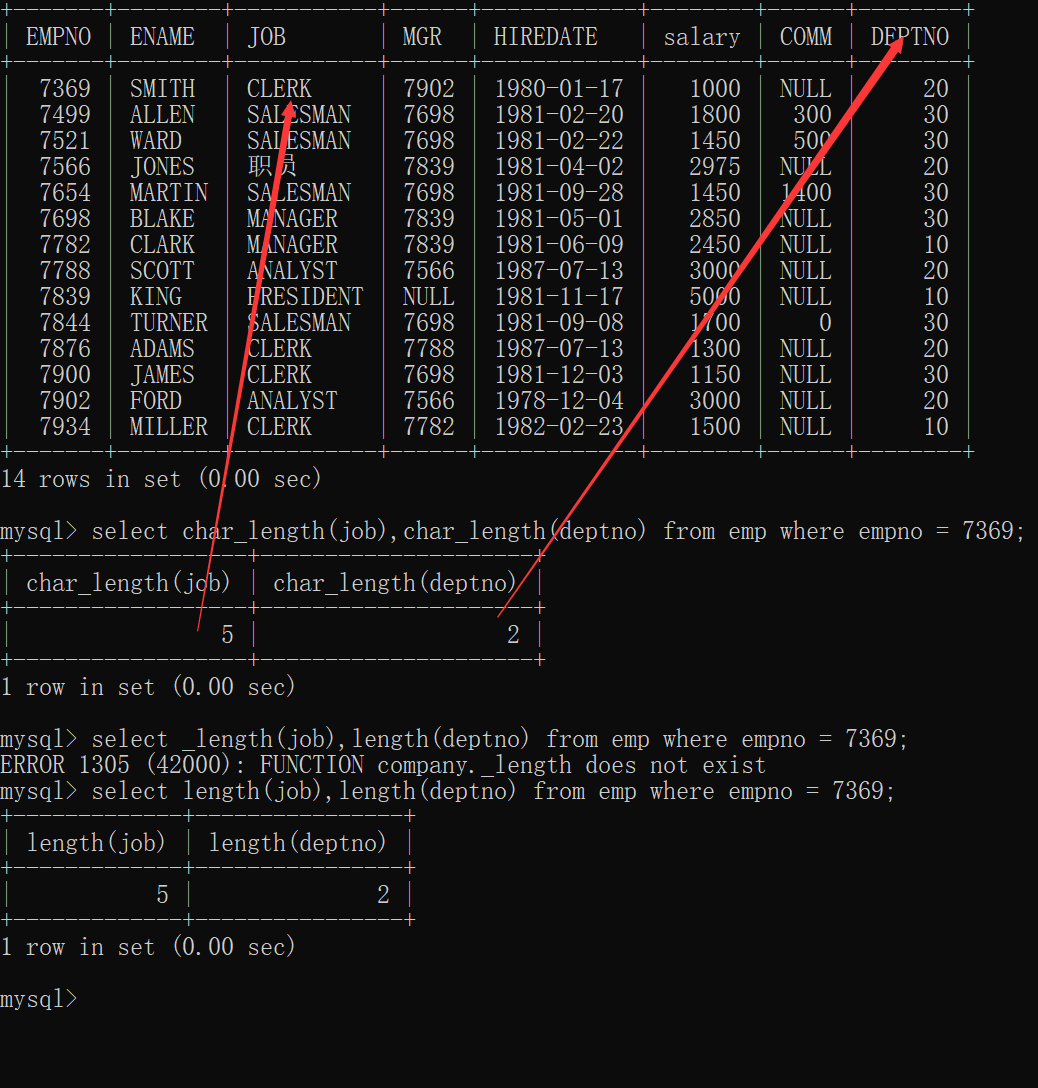 EMPNO | ENAME | JOB | MGR | HIREDATE | salary | COMM | DEPTNO
7369 | SMITH | CLERK | 7902 | 1980-01-17 | 1000 | NULL | 20
7499 | ALLEN | SALESMAN | 7698 | 1981-02-20 | 1800 | 300 | 30
7521 | WARD | SALESMAN | 7698 | 1981-02-22 | 1450 | 500 | 30
7566 | JONES | 职员 | 7839 | 1981-04-02 | 2975 | NULL | 20
7654 | MARTIN | SALESMAN | 7698 | 1981-09-28 | 1450 | 1400 | 30
7698 | BLAKE | MANAGER | 7839 | 1981-05-01 | 2850 | NULL | 30
7782 | CLARK | MANAGER | 7839 | 1981-06-09 | 2450 | NULL | 10
7788 | SCOTT | ANALYST | 7566 | 1987-07-13 | 3000 | NULL | 20
7839 | KING | PRESIDENT | NULL | 1981-11-17 | 5000 | NULL | 10
7844 | TURNER | SALESMAN | 7698 | 1981-09-08 | 1700 | 0 | 30
7876 | ADAMS | CLERK | 7788 | 1987-07-13 | 1300 | NULL | 20
7900 | JAMES | CLERK | 7698 | 1981-12-03 | 1150 | NULL | 30
7902 | FORD | ANALYST | 7566 | 1978-12-04 | 3000 | NULL | 20
7934 | MILLER | CLERK | 7782 | 1982-02-23 | 1500 | NULL | 10
14 rows in set (0.00 sec)
mysql> select char_length(job),char_length(deptno) from emp where empno = 7369;
char_length(job) | char_length(deptno)
5 | 2
1 row in set (0.00 sec)
mysql> select _length(job),length(deptno) from emp where empno = 7369;
ERROR 1305 (42000): FUNCTION company._length does not exist
mysql> select length(job),length(deptno) from emp where empno = 7369;
length(job) | length(deptno)
5 | 2
1 row in set (0.00 sec)
mysql>